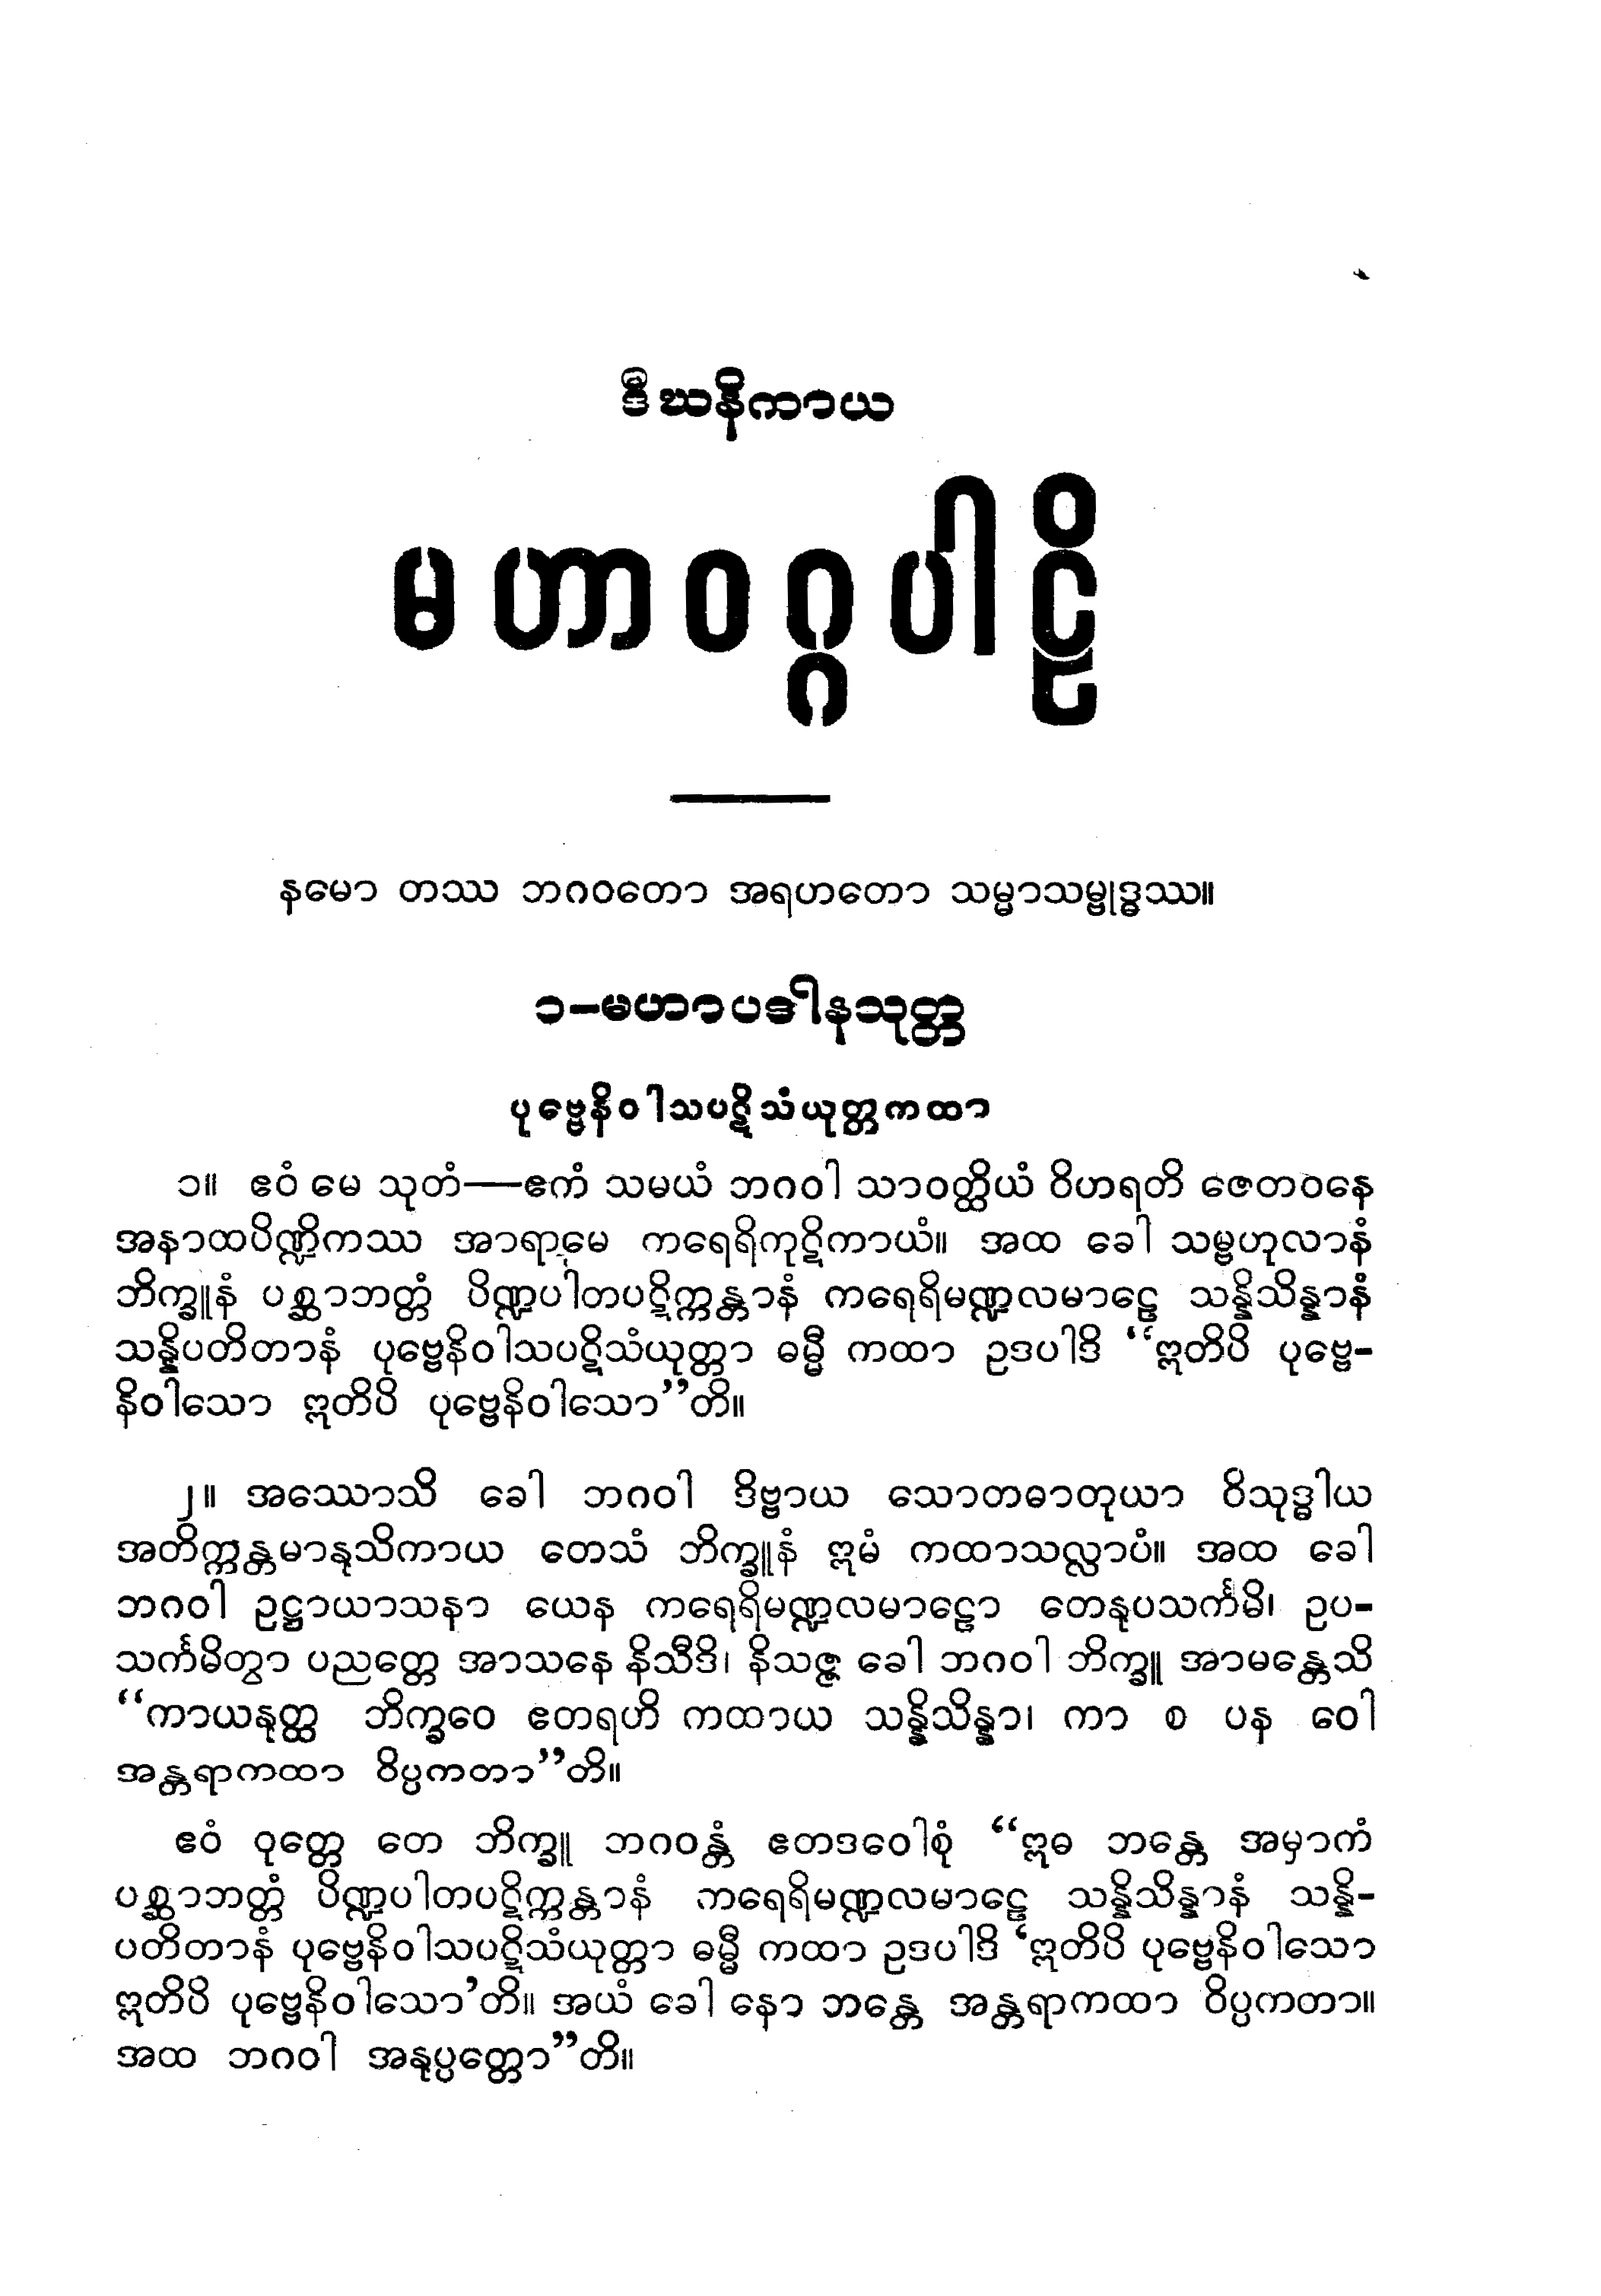 ဒီဃနိကာယ
မဟာဝဂ္ဂပါဠိ
နမော တဿ ဘဂဝတော အရဟတော သမ္မာသမ္ဗုဒ္ဓဿ။
၁-မဟာပဒါနသုတ္တ
ပုဗ္ဗေနိဝါသပဋိသံယုတ္တကထာ
၁။ ဧဝံ မေ သုတံ—ဧကံ သမယံ ဘဂဝါ သာဝတ္ထိယံ ဝိဟရတိ ဇေတဝနေ
အနာထပိဏ္ဍိကဿ အာရာမေ ကရေရိကုဋိကာယံ။ အထ ခေါ သမ္ဗဟုလာနံ
ဘိက္ခူနံ ပစ္ဆာဘတ္တံ ပိဏ္ဍပါတပဋိက္ကန္တာနံ ကရေရိမဏ္ဍလမာဠေ သန္နိသိန္နာနံ
သန္နိပတိတာနံ ပုဗ္ဗေနိဝါသပဋိသံယုတ္တာ ဓမ္မီ ကထာ ဥဒပါဒိ “ဣတိပိ ပုဗ္ဗေ-
နိဝါသော ဣတိပိ ပုဗ္ဗေနိဝါသော”တိ။
၂။ အဿောသိ ခေါ ဘဂဝါ ဒိဗ္ဗာယ သောတဓာတုယာ ဝိသုဒ္ဓါယ
အတိက္ကန္တမာနုသိကာယ တေသံ ဘိက္ခူနံ ဣမံ ကထာသလ္လာပံ။ အထ ခေါ
ဘဂဝါ ဥဋ္ဌာယာသနာ ယေန ကရေရိမဏ္ဍလမာဠော တေနုပသင်္ကမိ၊ ဥပ-
သင်္ကမိတွာ ပညတ္တေ အာသနေ နိသီဒိ၊ နိသဇ္ဇ ခေါ ဘဂဝါ ဘိက္ခူ အာမန္တေသိ
“ကာယနုတ္ထ ဘိက္ခဝေ ဧတရဟိ ကထာယ သန္နိသိန္နာ၊ ကာ စ ပန ဝေါ
အန္တရာကထာ ဝိပ္ပကတာ”တိ။
ဧဝံ ဝုတ္တေ တေ ဘိက္ခူ ဘဂဝန္တံ ဧတဒဝေါစုံ “ဣဓ ဘန္တေ အမှာကံ
ပစ္ဆာဘတ္တံ ပိဏ္ဍပါတပဋိက္ကန္တာနံ ကရေရိမဏ္ဍလမာဠေ သန္နိသိန္နာနံ သန္နိ-
ပတိတာနံ ပုဗ္ဗေနိဝါသပဋိသံယုတ္တာ ဓမ္မီ ကထာ ဥဒပါဒိ ‘ဣတိပိ ပုဗ္ဗေနိဝါသော
ဣတိပိ ပုဗ္ဗေနိဝါသော’တိ။ အယံ ခေါ နော ဘန္တေ အန္တရာကထာ ဝိပ္ပကတာ။
အထ ဘဂဝါ အနုပ္ပတ္တော”တိ။